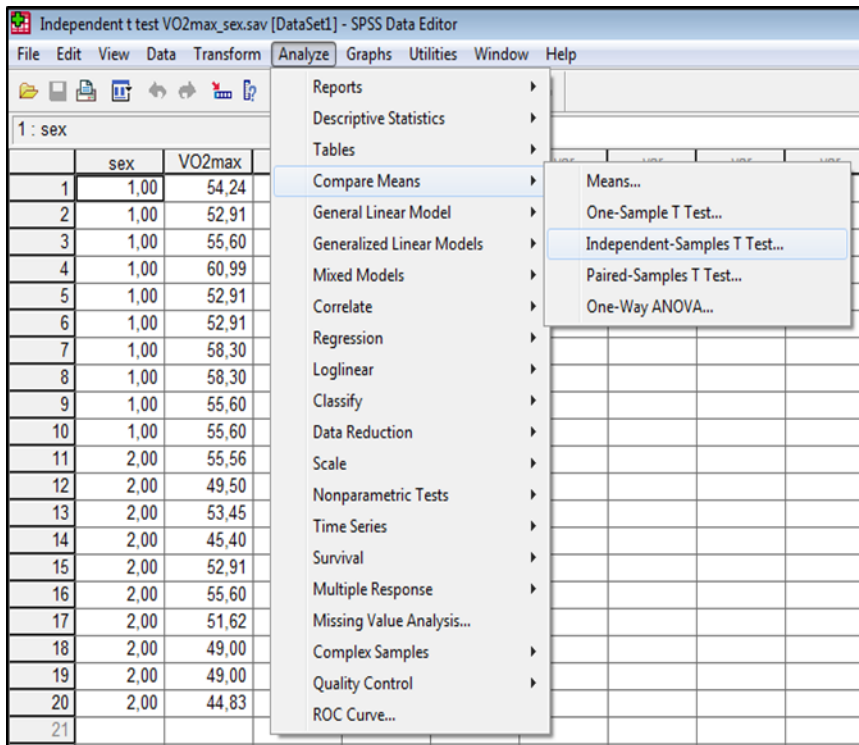 Independent t test VO2max_sex.sav [DataSet1] - SPSS Data Editor
File Edit View Data Transform Analyze Graphs Utilities Window Help
1 : sex
sex VO2max
1 1,00 54,24
2 1,00 52,91
3 1,00 55,60
4 1,00 60,99
5 1,00 52,91
6 1,00 52,91
7 1,00 58,30
8 1,00 58,30
9 1,00 55,60
10 1,00 55,60
11 2,00 55,56
12 2,00 49,50
13 2,00 53,45
14 2,00 45,40
15 2,00 52,91
16 2,00 55,60
17 2,00 51,62
18 2,00 49,00
19 2,00 49,00
20 2,00 44,83
21
Reports
Descriptive Statistics
Tables
Compare Means
General Linear Model
Generalized Linear Models
Mixed Models
Correlate
Regression
Loglinear
Classify
Data Reduction
Scale
Nonparametric Tests
Time Series
Survival
Multiple Response
Missing Value Analysis...
Complex Samples
Quality Control
ROC Curve...
Means...
One-Sample T Test...
Independent-Samples T Test...
Paired-Samples T Test...
One-Way ANOVA...